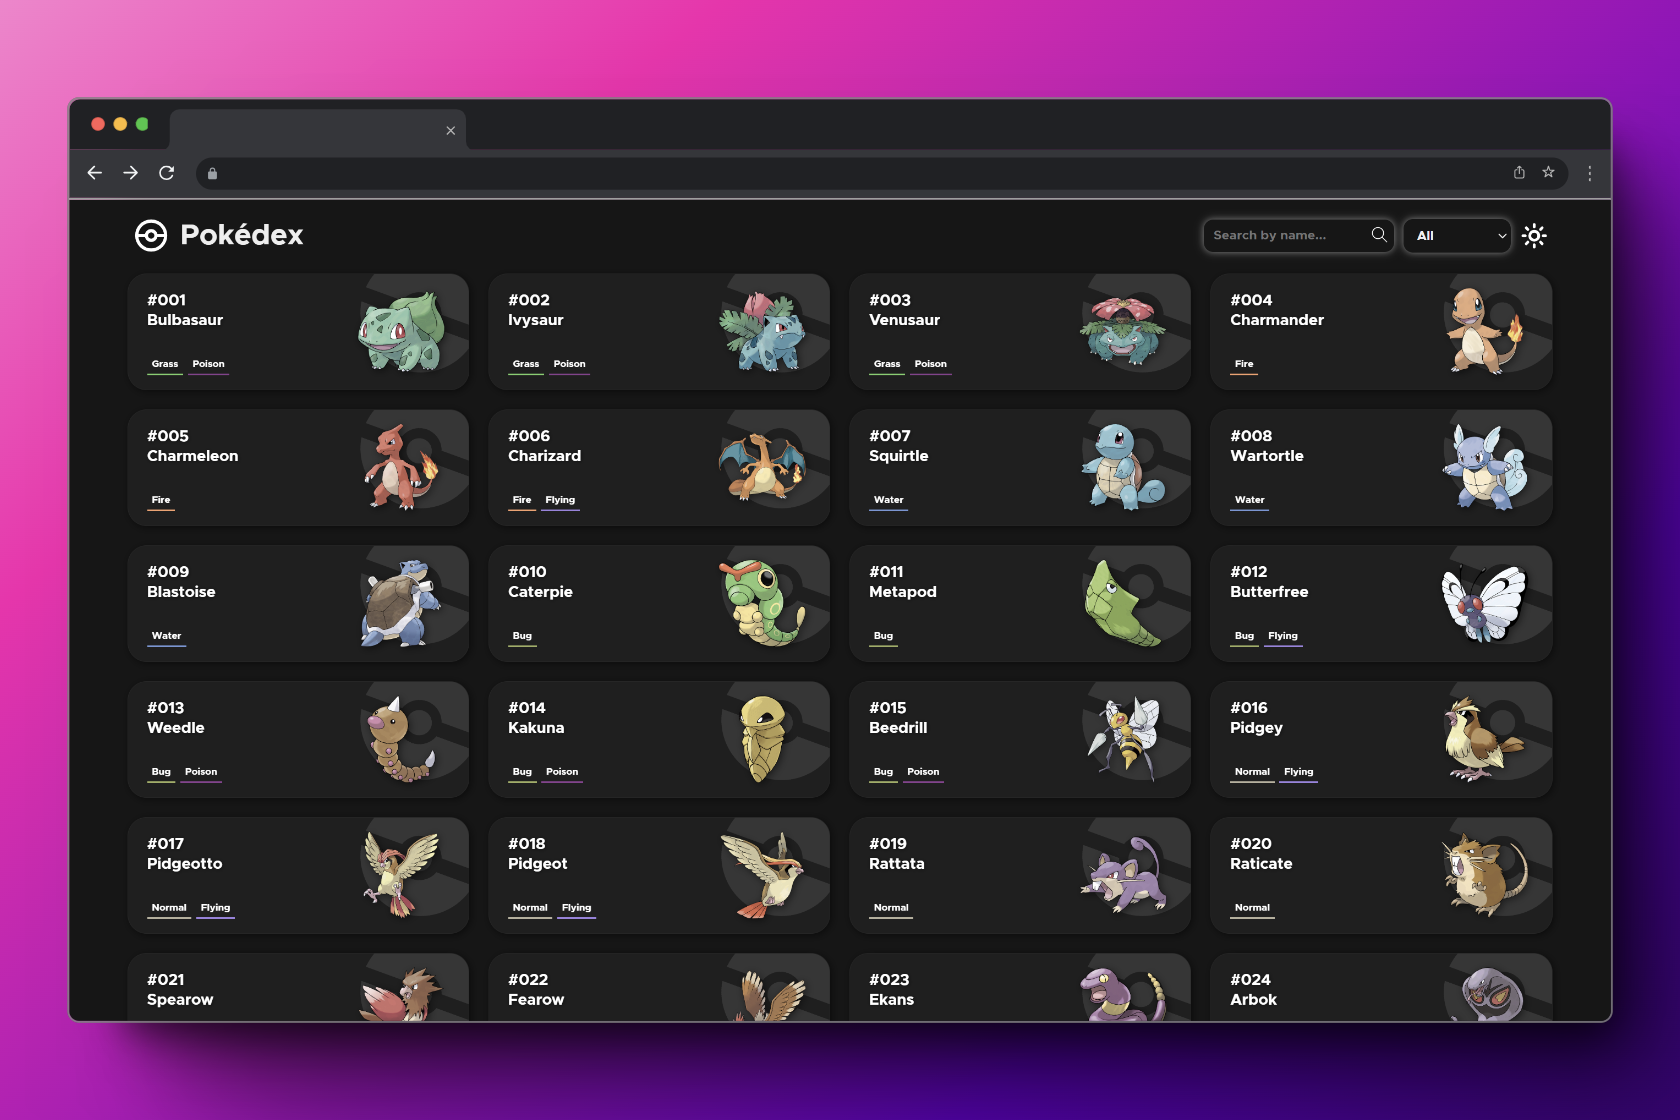 Pokédex
Search by name...
All
#001
Bulbasaur
Grass Poison
#002
Ivysaur
Grass Poison
#003
Venusaur
Grass Poison
#004
Charmander
Fire
#005
Charmeleon
Fire
#006
Charizard
Fire Flying
#007
Squirtle
Water
#008
Wartortle
Water
#009
Blastoise
Water
#010
Caterpie
Bug
#011
Metapod
Bug
#012
Butterfree
Bug Flying
#013
Weedle
Bug Poison
#014
Kakuna
Bug Poison
#015
Beedrill
Bug Poison
#016
Pidgey
Normal Flying
#017
Pidgeotto
Normal Flying
#018
Pidgeot
Normal Flying
#019
Rattata
Normal
#020
Raticate
Normal
#021
Spearow
#022
Fearow
#023
Ekans
#024
Arbok